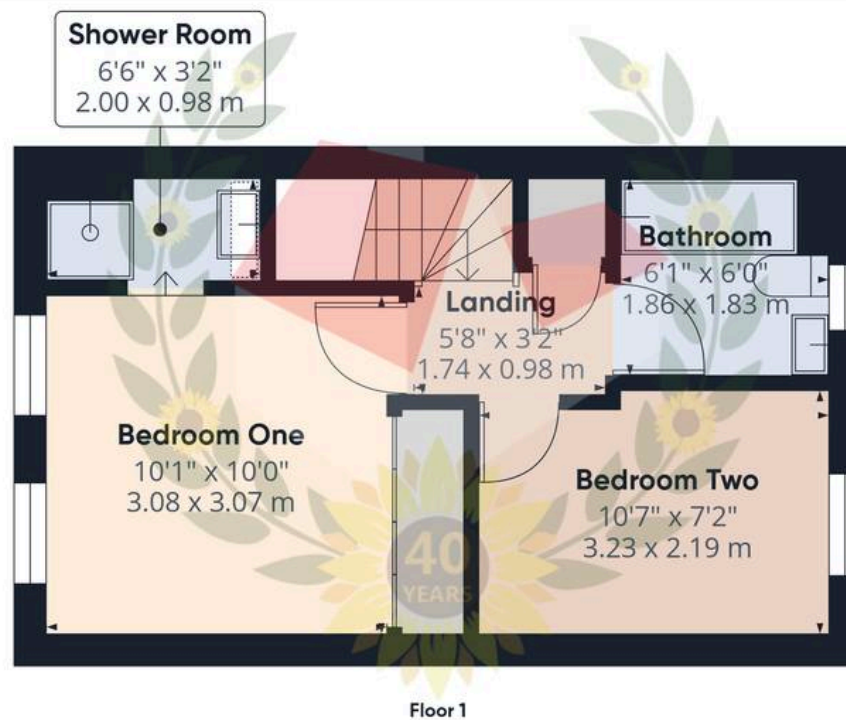 Shower Room
6'6" x 3'2"
2.00 x 0.98 m
Bathroom
6'1" x 6'0"
1.86 x 1.83 m
Landing
5'8" x 3'2"
1.74 x 0.98 m
Bedroom One
10'1" x 10'0"
3.08 x 3.07 m
Bedroom Two
10'7" x 7'2"
3.23 x 2.19 m
40
YEARS
Floor 1